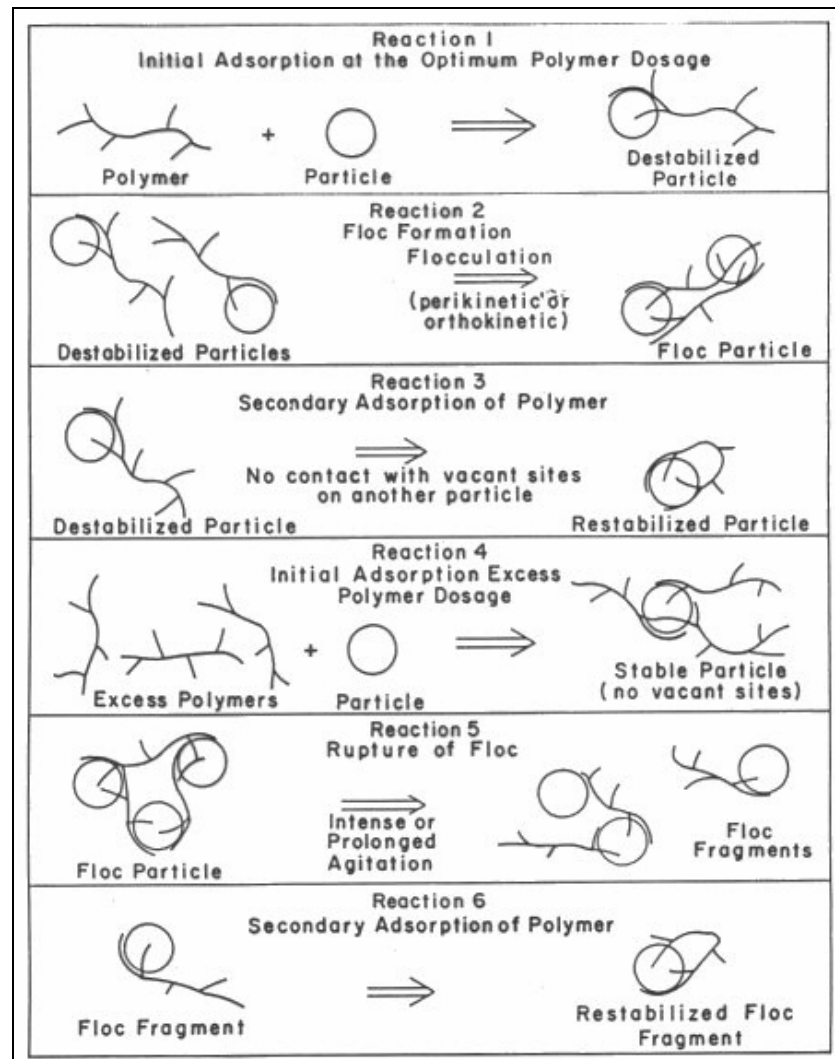 Reaction 1
Initial Adsorption at the Optimum Polymer Dosage
+
Polymer
Particle
Destabilized
Particle
Reaction 2
Floc Formation
Flocculation
(perikinetic or
orthokinetic)
Destabilized Particles
Floc Particle
Reaction 3
Secondary Adsorption of Polymer
No contact with vacant sites
on another particle
Destabilized Particle
Restabilized Particle
Reaction 4
Initial Adsorption Excess
Polymer Dosage
+
Excess Polymers
Particle
Stable Particle
(no vacant sites)
Reaction 5
Rupture of Floc
Floc Particle
Intense or
Prolonged
Agitation
Floc
Fragments
Reaction 6
Secondary Adsorption of Polymer
Floc Fragment
Restabilized Floc
Fragment